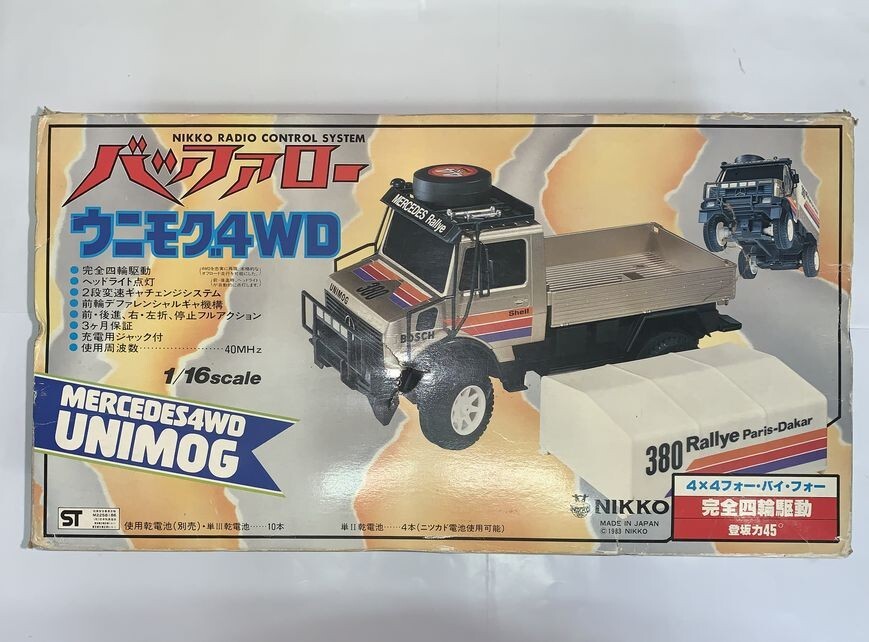 NIKKO RADIO CONTROL SYSTEM
バッファロー
ウニモグ4WD
● 完全四輪駆動
● ヘッドライト点灯
● 2段変速ギヤチェンジシステム
● 前輪デファレンシャルギヤ機構
● 前・後進、右・左折、停止フルアクション
● 3ヶ月保証
● 充電用ジャック付
● 使用周波数………40MHz
1/16scale
MERCEDES4WD
UNIMOG
MERCEDES Rallye
UNIMOG
380
BOSCH
Shell
380 Rallye Paris-Dakar
ST
使用乾電池(別売)・単III乾電池……10本
単II乾電池……4本(ニッカド電池使用可能)
NIKKO
MADE IN JAPAN
© 1983 NIKKO
4×4フォー・バイ・フォー
完全四輪駆動
登坂力45°